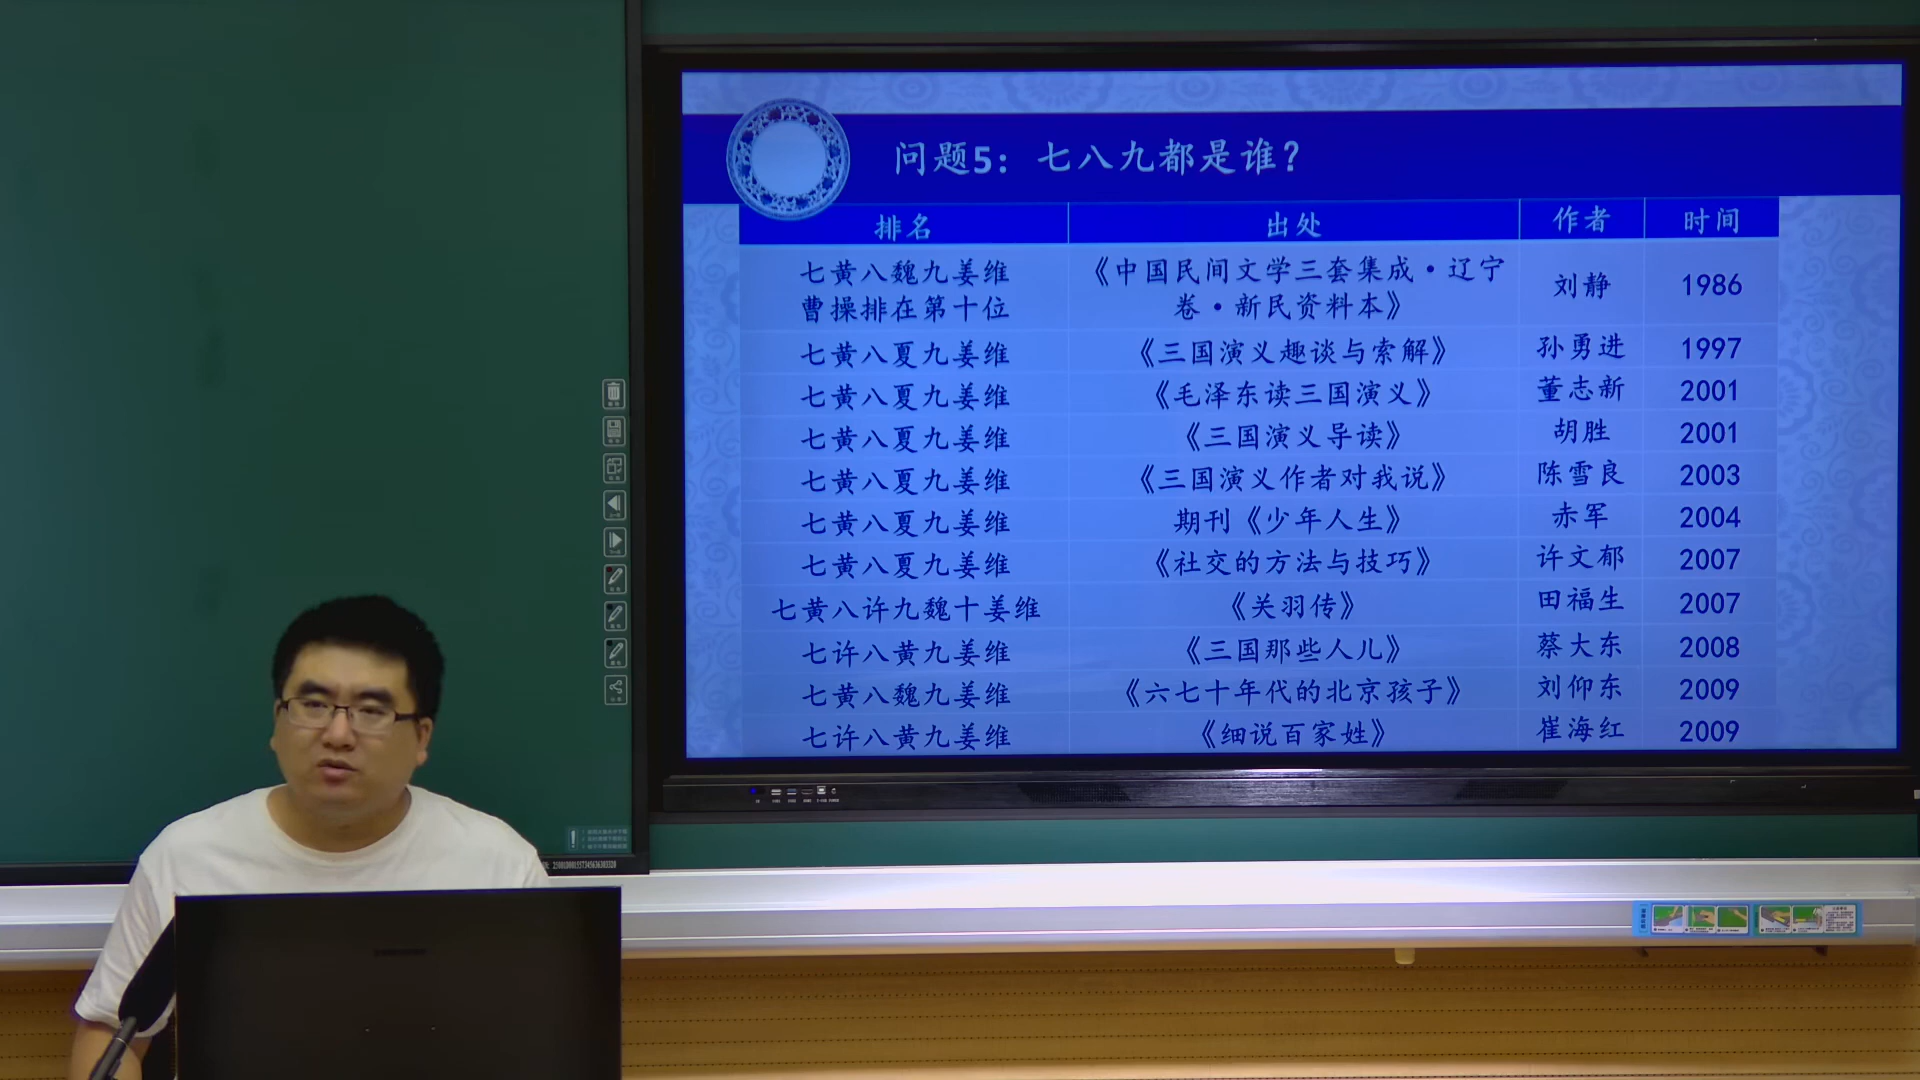 问题5：七八九都是谁？
排名 出处 作者 时间
七黄八魏九姜维 《中国民间文学三套集成·辽宁 刘静 1986
曹操排在第十位 卷·新民资料本》
七黄八夏九姜维 《三国演义趣谈与索解》 孙勇进 1997
七黄八夏九姜维 《毛泽东读三国演义》 董志新 2001
七黄八夏九姜维 《三国演义导读》 胡胜 2001
七黄八夏九姜维 《三国演义作者对我说》 陈雪良 2003
七黄八夏九姜维 期刊《少年人生》 赤军 2004
七黄八夏九姜维 《社交的方法与技巧》 许文郁 2007
七黄八许九魏十姜维 《关羽传》 田福生 2007
七许八黄九姜维 《三国那些人儿》 蔡大东 2008
七黄八魏九姜维 《六七十年代的北京孩子》 刘仰东 2009
七许八黄九姜维 《细说百家姓》 崔海红 2009